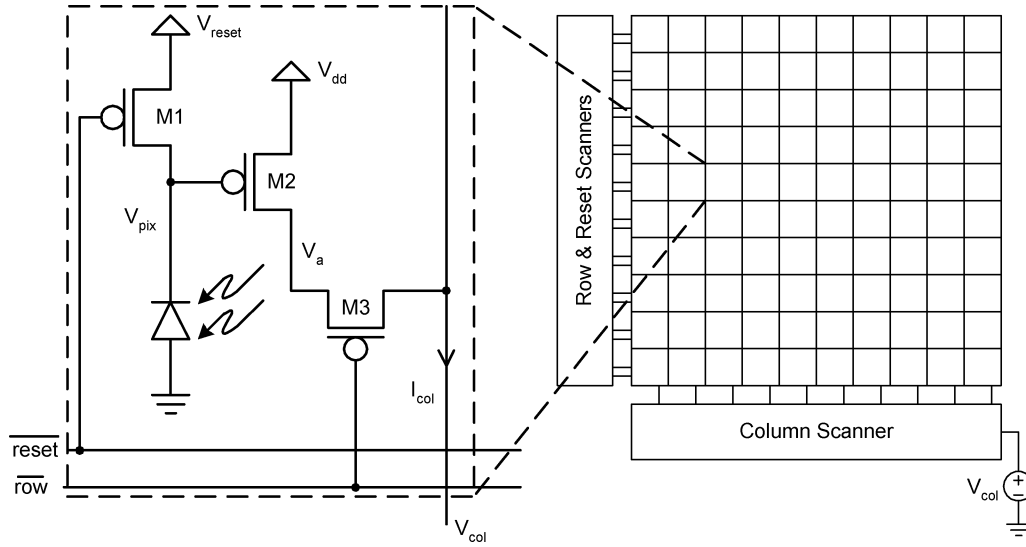 V_reset
V_dd
M1
M2
V_pix
V_a
M3
I_col
reset
row
V_col
Row & Reset Scanners
Column Scanner
V_col
+
−